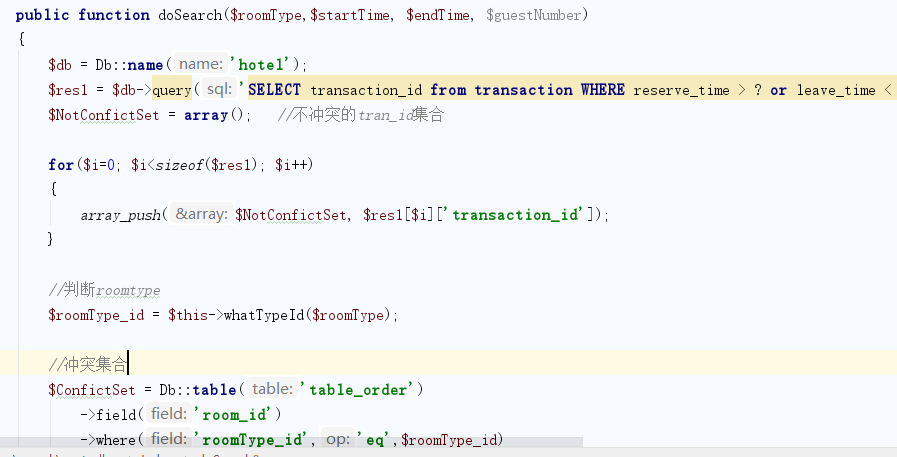 public function doSearch($roomType,$startTime, $endTime, $guestNumber)
{
$db = Db::name( name: 'hotel');
$res1 = $db->query( sql: 'SELECT transaction_id from transaction WHERE reserve_time > ? or leave_time <
$NotConfictSet = array(); //不冲突的tran_id集合
for($i=0; $i<sizeof($res1); $i++)
{
array_push( &array: $NotConfictSet, $res1[$i]['transaction_id']);
}
//判断roomtype
$roomType_id = $this->whatTypeId($roomType);
//冲突集合
$ConfictSet = Db::table( table: 'table_order')
->field( field: 'room_id')
->where( field: 'roomType_id', op: 'eq',$roomType_id)